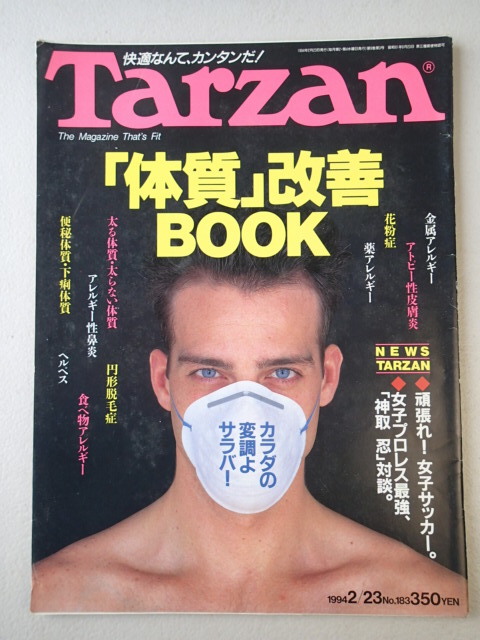 快適なんて、カンタンだ!
Tarzan®
The Magazine That's Fit
「体質」改善
BOOK
金属アレルギー
アトピー性皮膚炎
花粉症
薬アレルギー
太る体質・太らない体質
アレルギー性鼻炎
便秘体質・下痢体質
円形脱毛症
食べ物アレルギー
ヘルペス
NEWS
TARZAN
◆頑張れ!女子サッカー。
◆女子プロレス最強、
「神取 忍」対談。
カラダの
変調よ
サラバ!
1994 2/23 No.183 350YEN